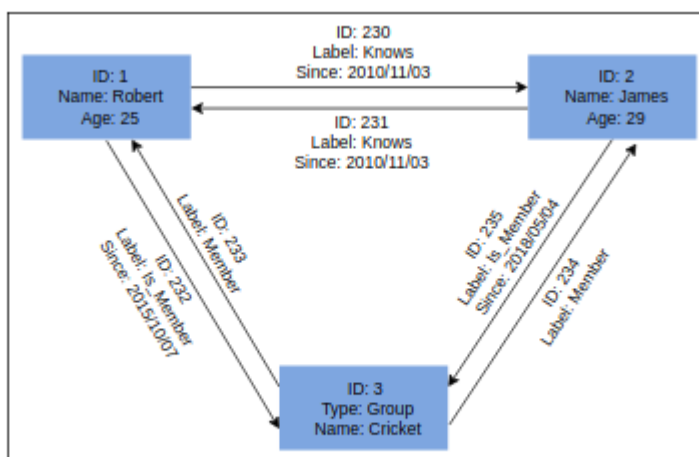 ID: 230
Label: Knows
Since: 2010/11/03
ID: 1
Name: Robert
Age: 25
ID: 2
Name: James
Age: 29
ID: 231
Label: Knows
Since: 2010/11/03
ID: 233
Label: Member
ID: 232
Label: Is_Member
Since: 2015/10/07
ID: 235
Label: Is_Member
Since: 2018/05/04
ID: 234
Label: Member
ID: 3
Type: Group
Name: Cricket